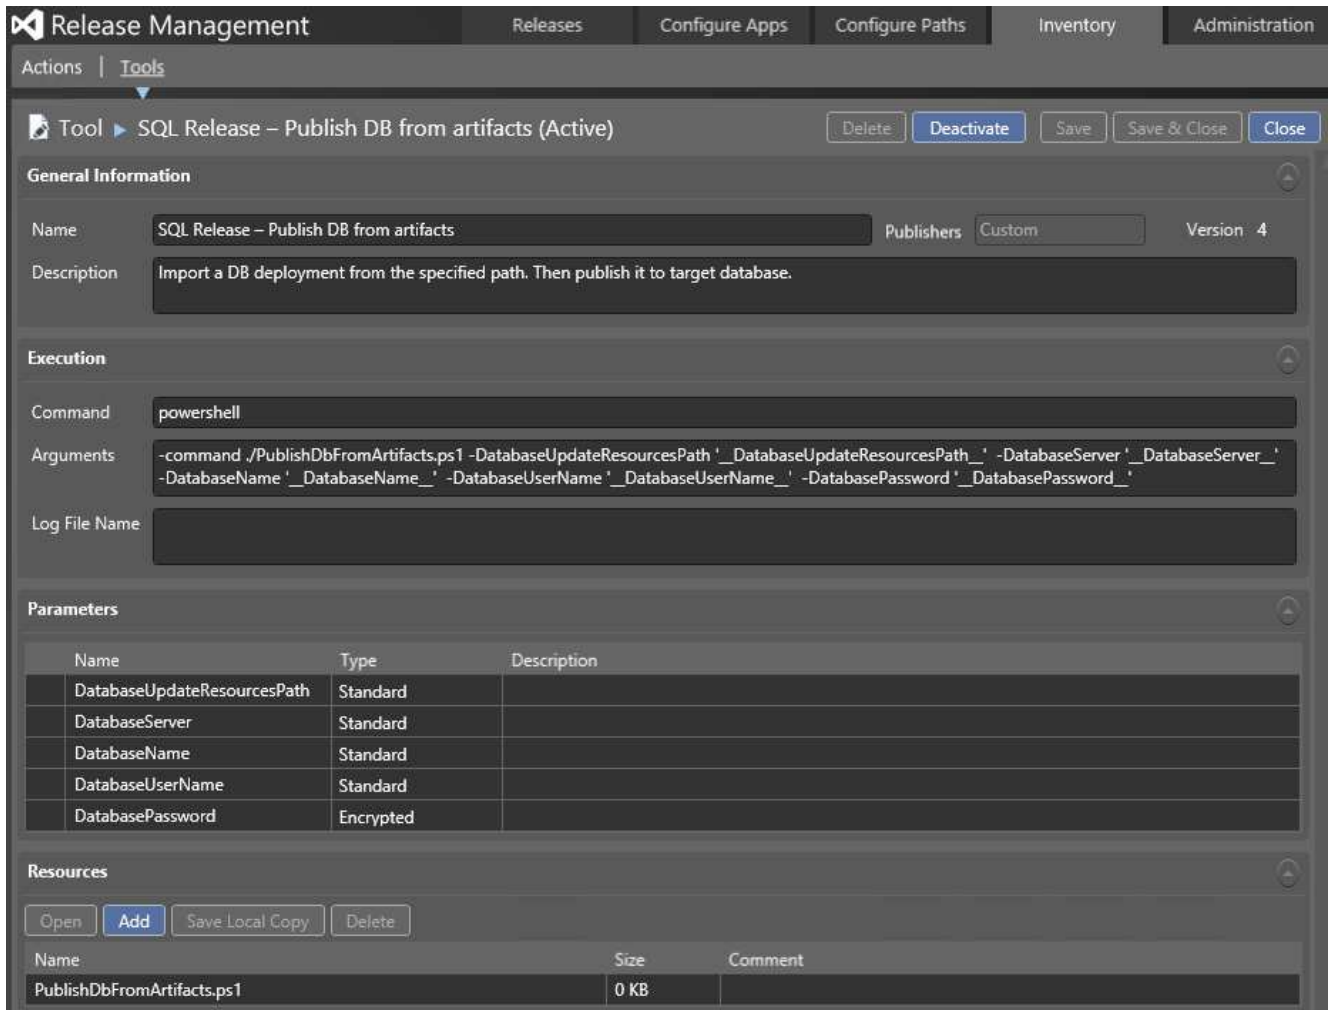 Release Management
Releases
Configure Apps
Configure Paths
Inventory
Administration
Actions | Tools
Tool SQL Release – Publish DB from artifacts (Active)
Delete
Deactivate
Save
Save & Close
Close
General Information
Name
SQL Release – Publish DB from artifacts
Publishers
Custom
Version 4
Description
Import a DB deployment from the specified path. Then publish it to target database.
Execution
Command
powershell
Arguments
-command ./PublishDbFromArtifacts.ps1 -DatabaseUpdateResourcesPath '__DatabaseUpdateResourcesPath__' -DatabaseServer '__DatabaseServer__'
-DatabaseName '__DatabaseName__' -DatabaseUserName '__DatabaseUserName__' -DatabasePassword '__DatabasePassword__'
Log File Name
Parameters
Name Type Description
DatabaseUpdateResourcesPath Standard
DatabaseServer Standard
DatabaseName Standard
DatabaseUserName Standard
DatabasePassword Encrypted
Resources
Open
Add
Save Local Copy
Delete
Name Size Comment
PublishDbFromArtifacts.ps1 0 KB